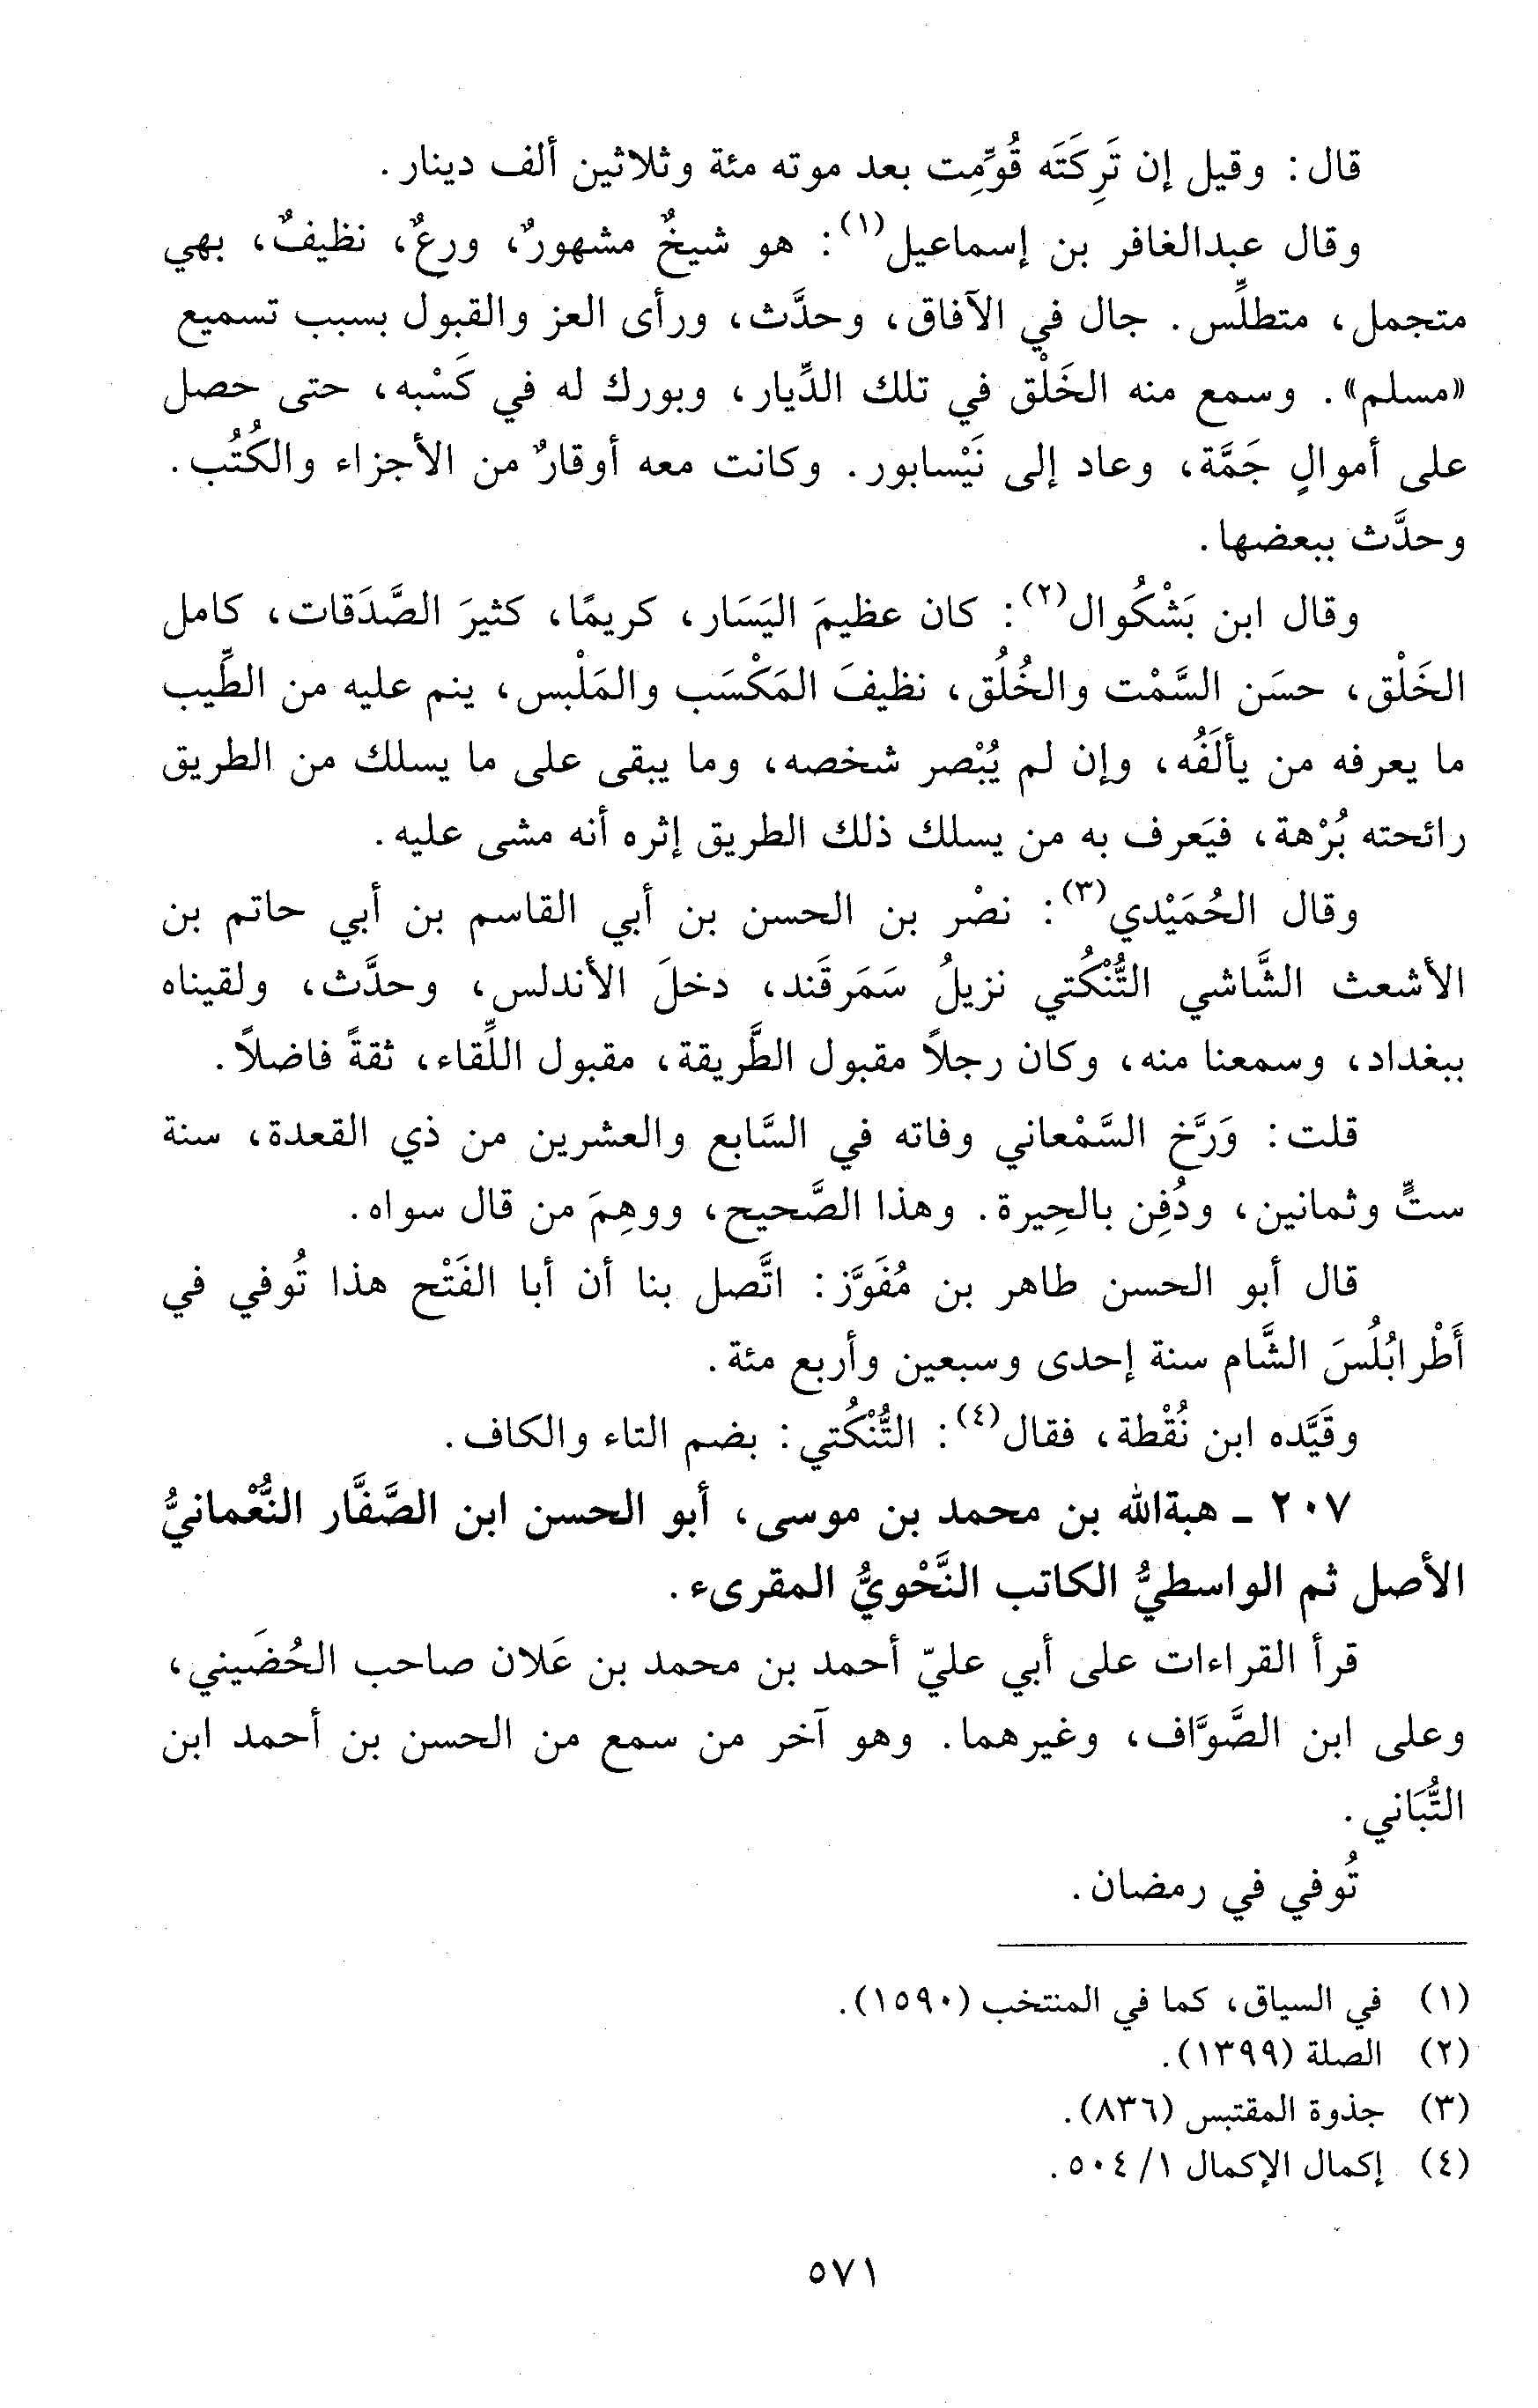 قال: وقيل إن تَرِكَتَه قُوِّمِت بعد موته مئة وثلاثين ألف دينار.
وقال عبدالغافر بن إسماعيل(١): هو شيخٌ مشهورٌ، ورعٌ، نظيفٌ، بهي
متجمل، متطلِّس. جال في الآفاق، وحدَّث، ورأى العز والقبول بسبب تسميع
«مسلم». وسمع منه الخَلْق في تلك الدِّيار، وبورك له في كَسْبه، حتى حصل
على أموالٍ جَمَّة، وعاد إلى نَيْسابور. وكانت معه أوقارٌ من الأجزاء والكُتُب.
وحدَّث ببعضها.
وقال ابن بَشْكُوال(٢): كان عظيمَ اليَسَار، كريمًا، كثيرَ الصَّدَقات، كامل
الخَلْق، حسَن السَّمْت والخُلُق، نظيفَ المَكْسَب والمَلْبس، ينم عليه من الطِّيب
ما يعرفه من يألَفُه، وإن لم يُبْصر شخصه، وما يبقى على ما يسلك من الطريق
رائحته بُرْهة، فيَعرف به من يسلك ذلك الطريق إثره أنه مشى عليه.
وقال الحُمَيْدي(٣): نصْر بن الحسن بن أبي القاسم بن أبي حاتم بن
الأشعث الشَّاشي التُّنْكُتي نزيلُ سَمَرقَند، دخلَ الأندلس، وحدَّث، ولقيناه
ببغداد، وسمعنا منه، وكان رجلاً مقبول الطَّريقة، مقبول اللِّقاء، ثقةً فاضلاً.
قلت: وَرَّخ السَّمْعاني وفاته في السَّابع والعشرين من ذي القعدة، سنة
ستٍّ وثمانين، ودُفِن بالحِيرة. وهذا الصَّحيح، ووهِمَ من قال سواه.
قال أبو الحسن طاهر بن مُفَوَّز: اتَّصل بنا أن أبا الفَتْح هذا تُوفي في
أَطْرابُلُسَ الشَّام سنة إحدى وسبعين وأربع مئة.
وقَيَّده ابن نُقْطة، فقال(٤): التُّنْكُتي: بضم التاء والكاف.
٢٠٧ ـ هبةالله بن محمد بن موسى، أبو الحسن ابن الصَّفَّار النُّعْمانيُّ
الأصل ثم الواسطيُّ الكاتب النَّحْويُّ المقرىء.
قرأ القراءات على أبي عليّ أحمد بن محمد بن عَلان صاحب الحُضَيني،
وعلى ابن الصَّوَّاف، وغيرهما. وهو آخر من سمع من الحسن بن أحمد ابن
التُّبَاني.
تُوفي في رمضان.
(١) في السياق، كما في المنتخب (١٥٩٠).
(٢) الصلة (١٣٩٩).
(٣) جذوة المقتبس (٨٣٦).
(٤) إكمال الإكمال ١/ ٥٠٤.
٥٧١